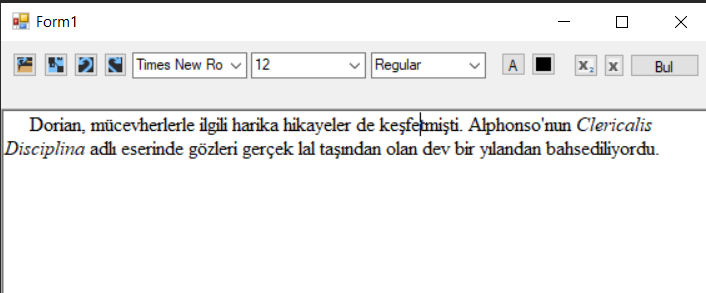 Form1
Times New Ro 12 Regular A x₂ x Bul
Dorian, mücevherlerle ilgili harika hikayeler de keşfetmişti. Alphonso'nun Clericalis
Disciplina adlı eserinde gözleri gerçek lal taşından olan dev bir yılandan bahsediliyordu.